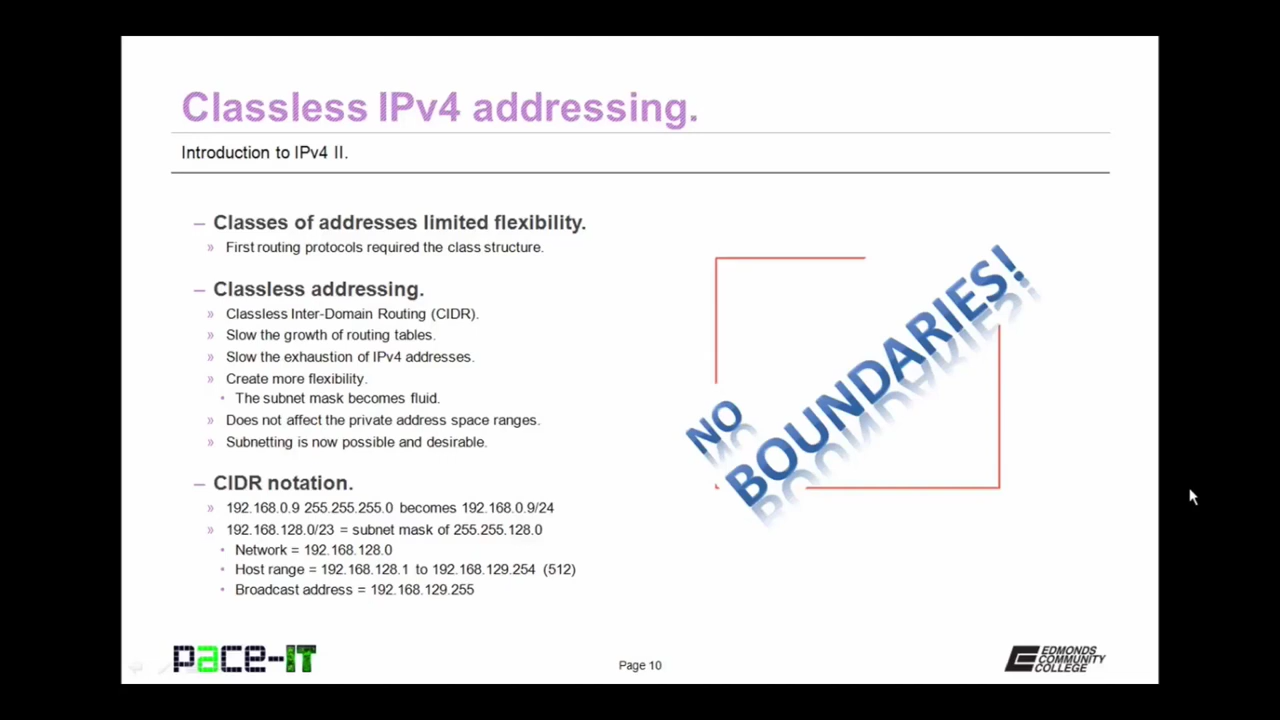 Classless IPv4 addressing.
Introduction to IPv4 II.
– Classes of addresses limited flexibility.
» First routing protocols required the class structure.
– Classless addressing.
» Classless Inter-Domain Routing (CIDR).
» Slow the growth of routing tables.
» Slow the exhaustion of IPv4 addresses.
» Create more flexibility.
• The subnet mask becomes fluid.
» Does not affect the private address space ranges.
» Subnetting is now possible and desirable.
– CIDR notation.
» 192.168.0.9 255.255.255.0 becomes 192.168.0.9/24
» 192.168.128.0/23 = subnet mask of 255.255.128.0
• Network = 192.168.128.0
• Host range = 192.168.128.1 to 192.168.129.254 (512)
• Broadcast address = 192.168.129.255
NO
BOUNDARIES!
pace-IT
Page 10
EDMONDS
COMMUNITY
COLLEGE